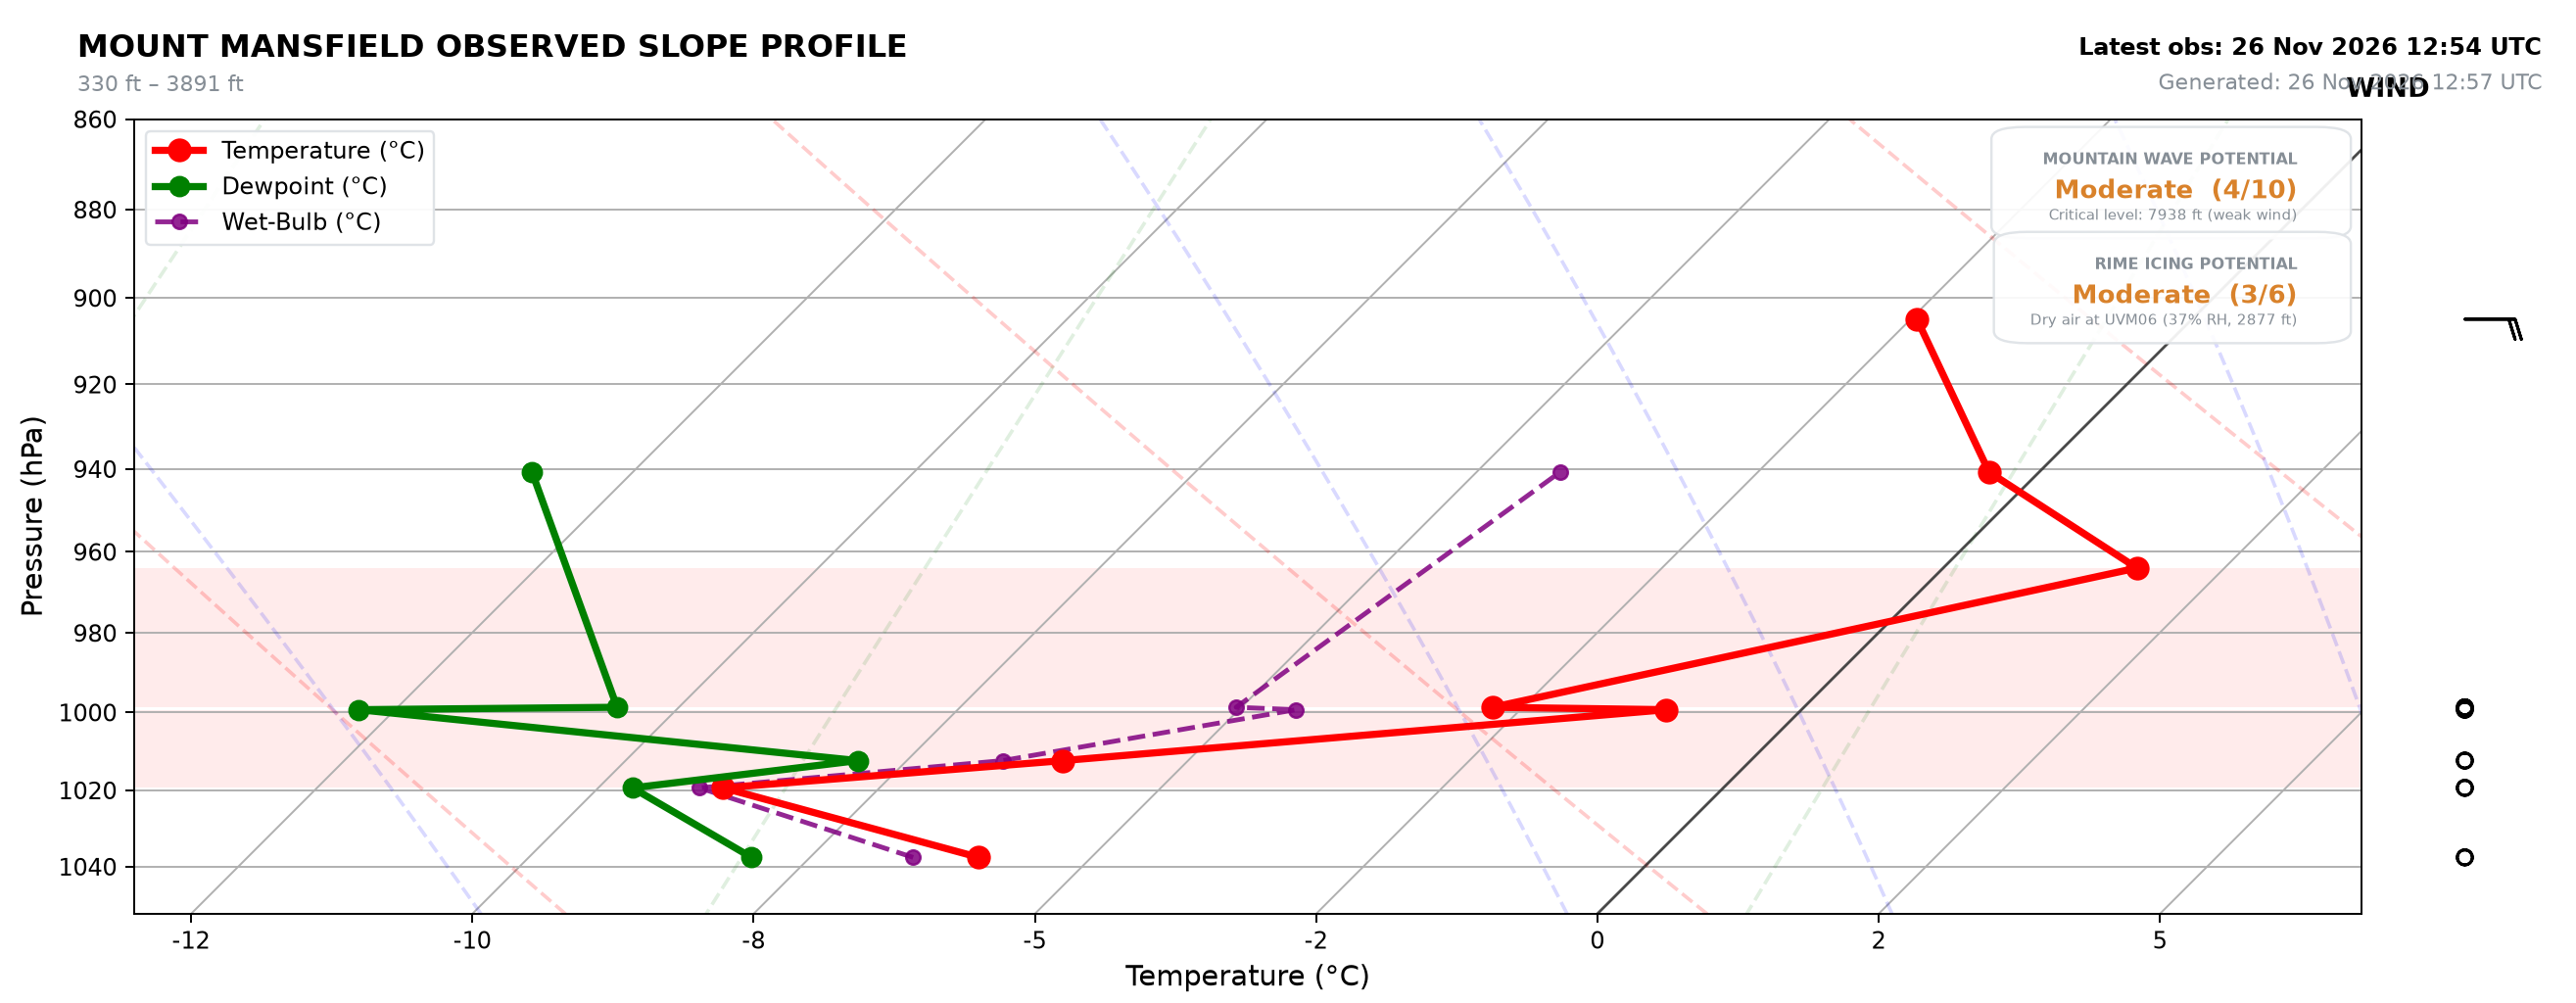 MOUNT MANSFIELD OBSERVED SLOPE PROFILE
330 ft – 3891 ft
Latest obs: 26 Nov 2026 12:54 UTC
Generated: 26 Nov 2026 12:57 UTC
WIND
Temperature (°C)
Dewpoint (°C)
Wet-Bulb (°C)
MOUNTAIN WAVE POTENTIAL
Moderate (4/10)
Critical level: 7938 ft (weak wind)
RIME ICING POTENTIAL
Moderate (3/6)
Dry air at UVM06 (37% RH, 2877 ft)
Pressure (hPa)
860
880
900
920
940
960
980
1000
1020
1040
-12
-10
-8
-5
-2
0
2
5
Temperature (°C)